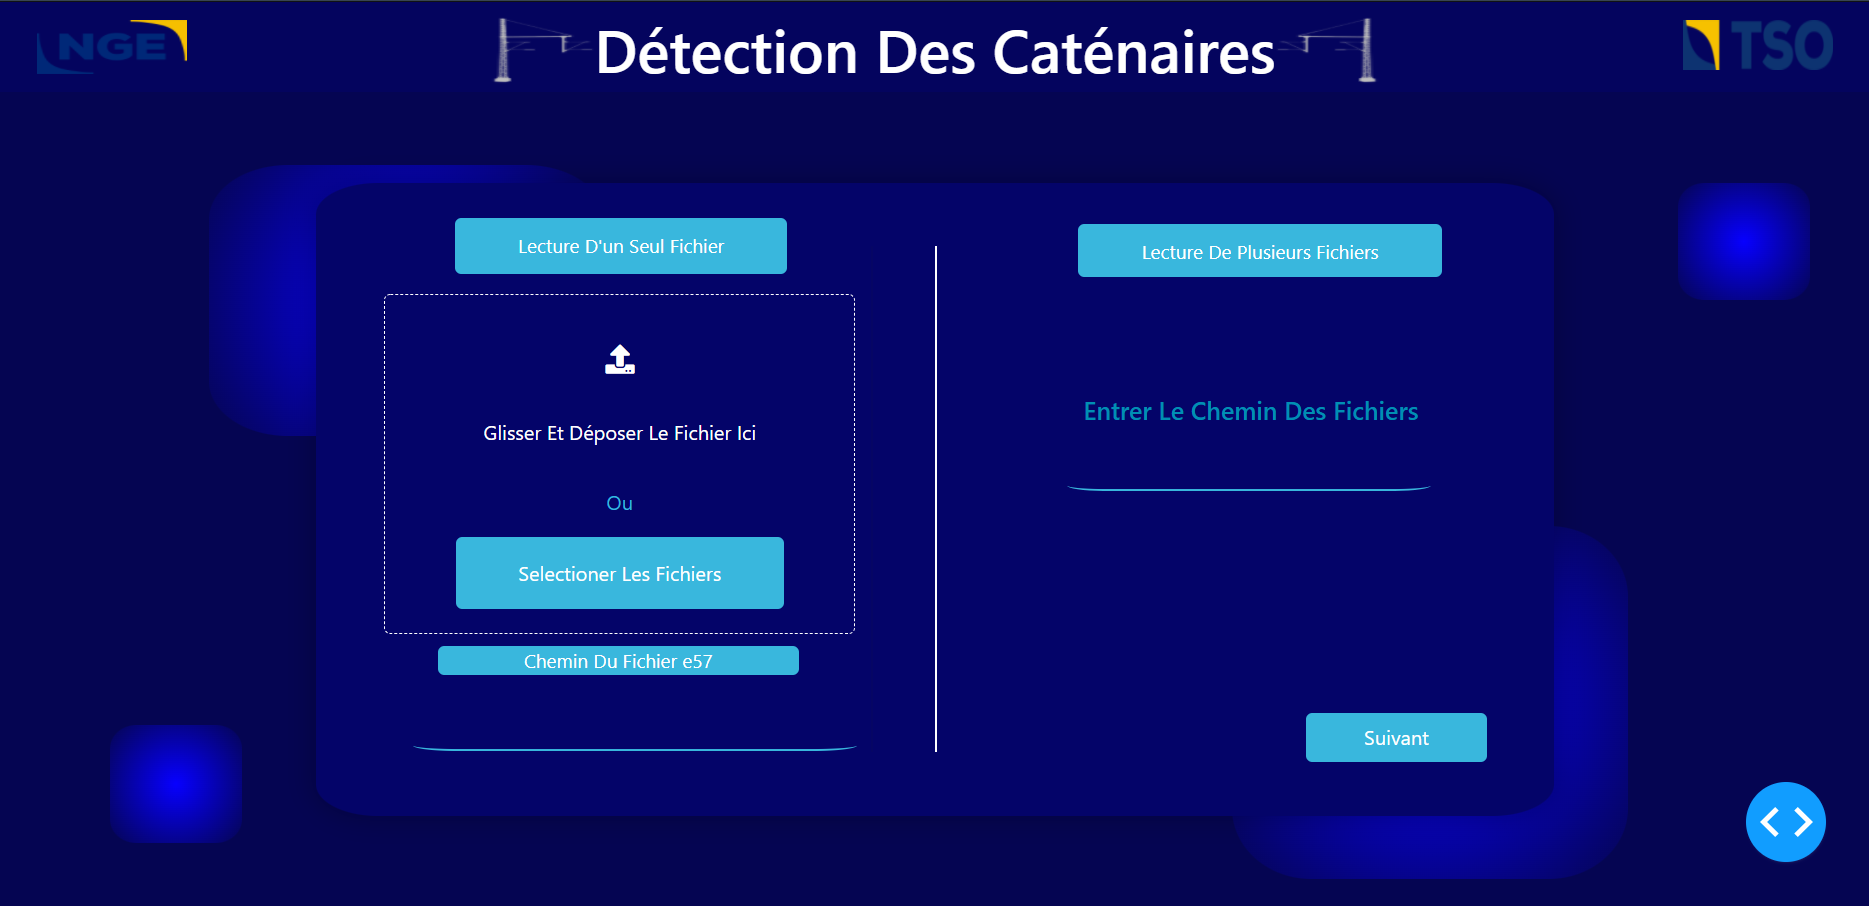 NGE
Détection Des Caténaires
TSO
Lecture D'un Seul Fichier
Glisser Et Déposer Le Fichier Ici
Ou
Selectioner Les Fichiers
Chemin Du Fichier e57
Lecture De Plusieurs Fichiers
Entrer Le Chemin Des Fichiers
Suivant